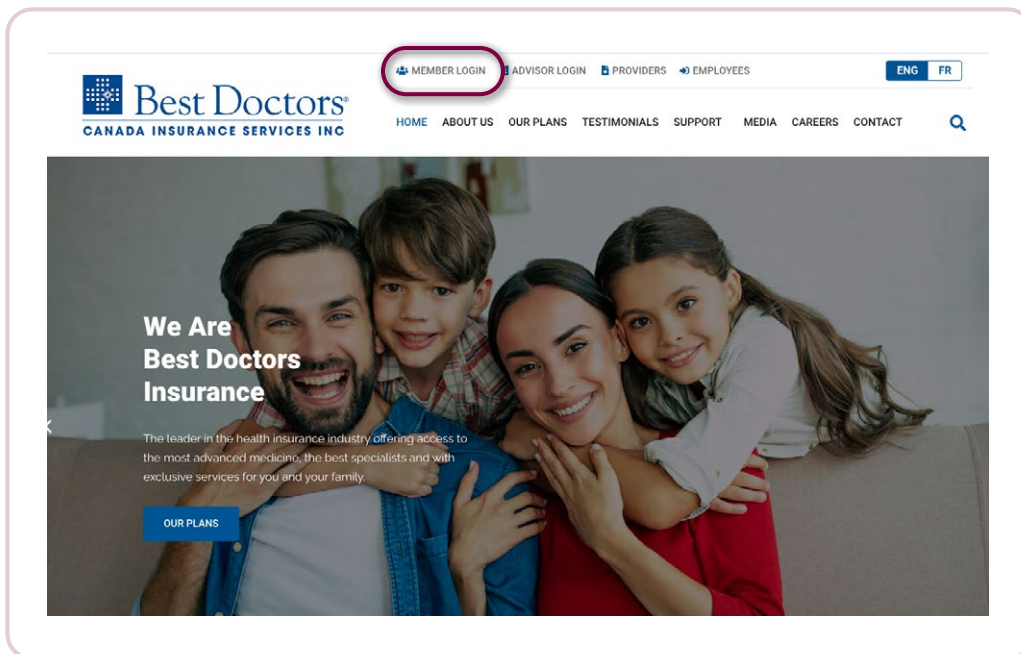 MEMBER LOGIN ADVISOR LOGIN PROVIDERS EMPLOYEES ENG FR
Best Doctors®
CANADA INSURANCE SERVICES INC
HOME ABOUT US OUR PLANS TESTIMONIALS SUPPORT MEDIA CAREERS CONTACT
We Are
Best Doctors
Insurance
The leader in the health insurance industry offering access to
the most advanced medicine, the best specialists and with
exclusive services for you and your family.
OUR PLANS